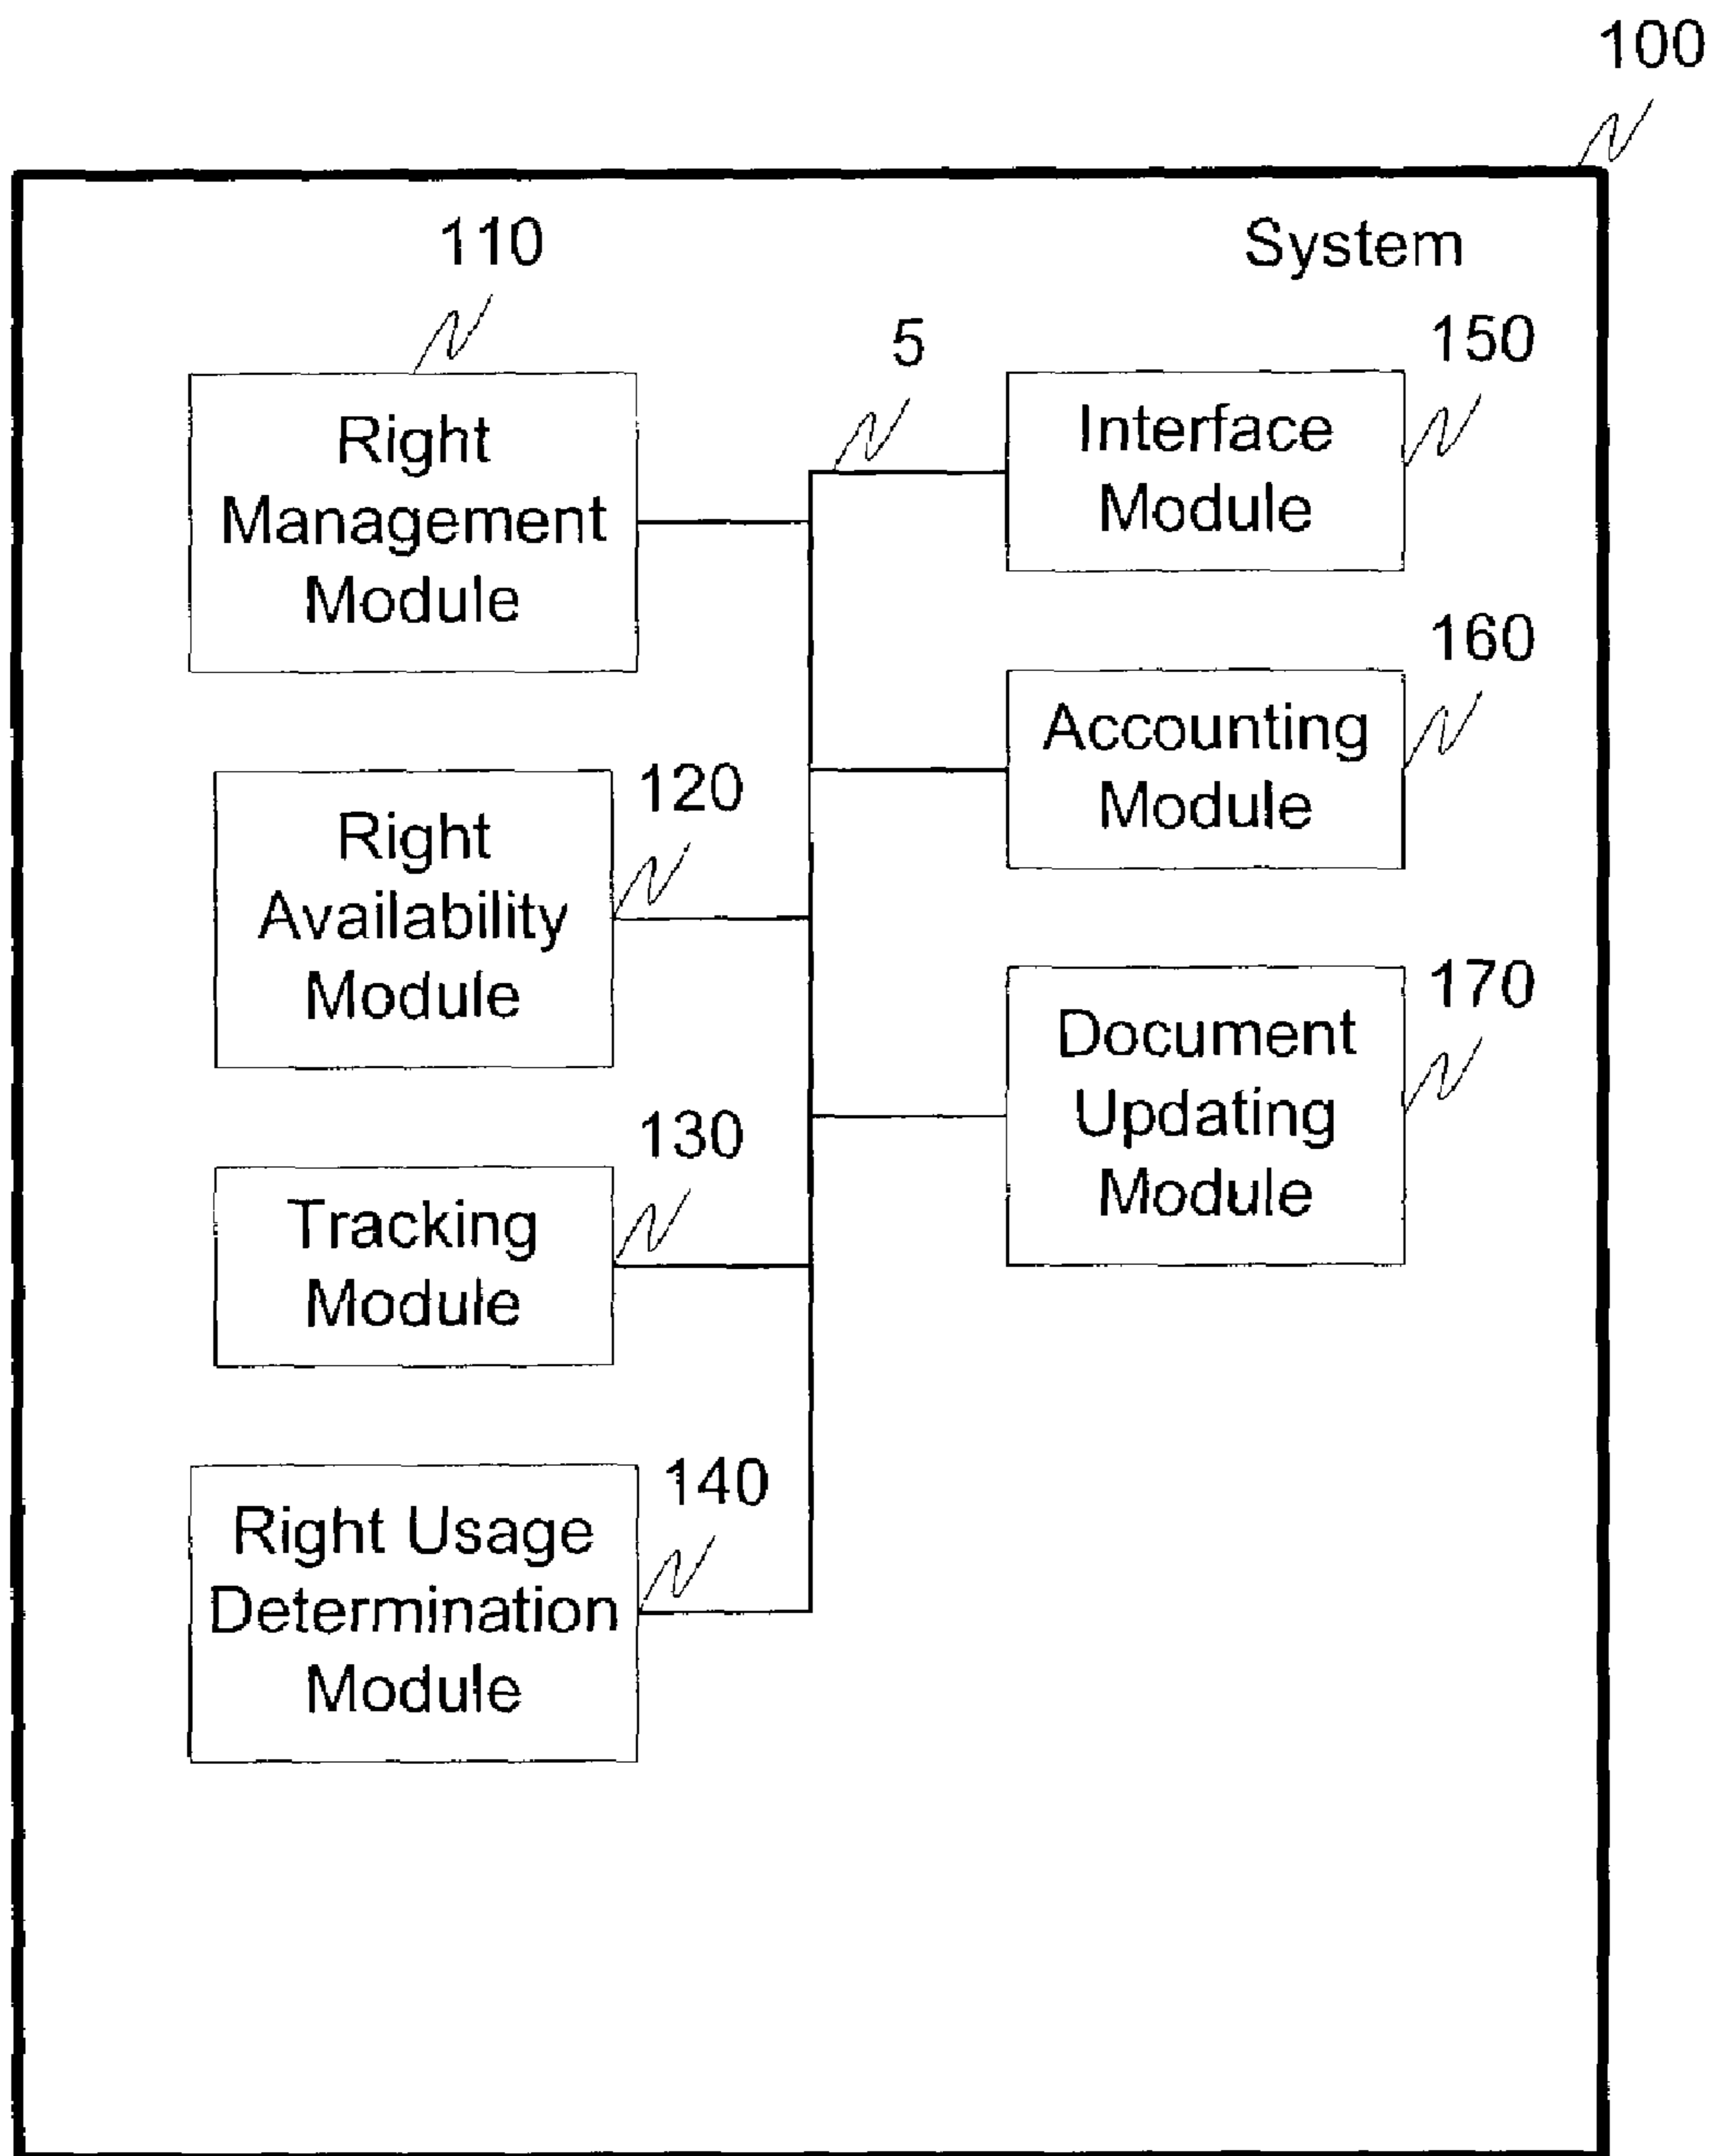 100
System
110
Right
Management
Module
5
150
Interface
Module
160
Accounting
Module
120
Right
Availability
Module
170
Document
Updating
Module
130
Tracking
Module
140
Right Usage
Determination
Module